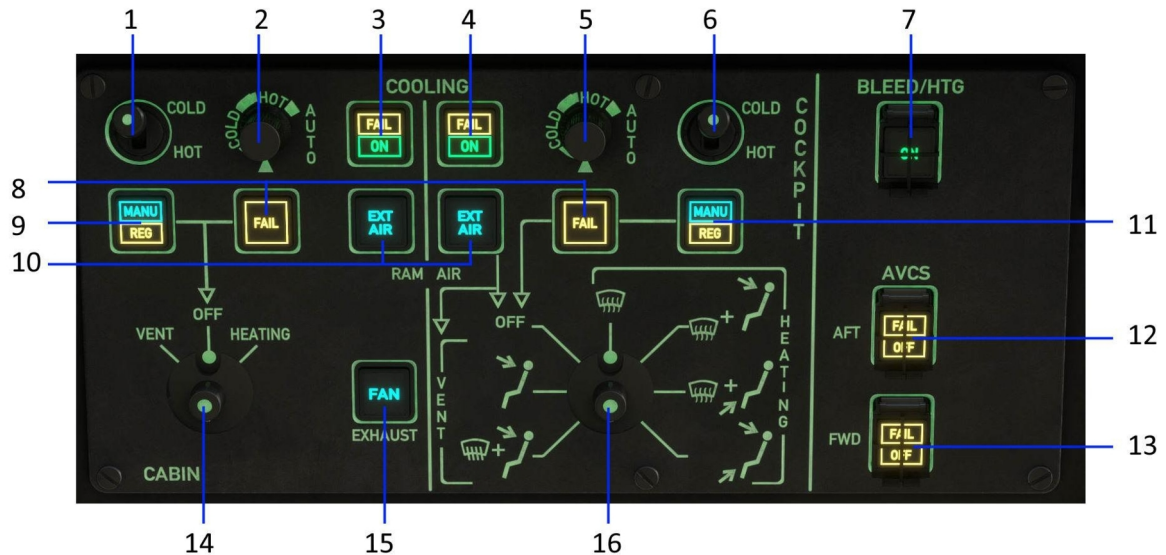 1 2 3 4 5 6 7
COOLING
BLEED/HTG
COLD
HOT
COLD HOT AUTO
FAIL
ON
FAIL
ON
COLD HOT AUTO
COLD
HOT
COCKPIT
ON
8
9
10
11
MANU
REG
FAIL
EXT
AIR
EXT
AIR
FAIL
MANU
REG
RAM AIR
AVCS
OFF
VENT
HEATING
OFF
HEATING
AFT
FAIL
OFF
12
VENT
FAN
EXHAUST
FWD
FAIL
OFF
13
CABIN
14 15 16